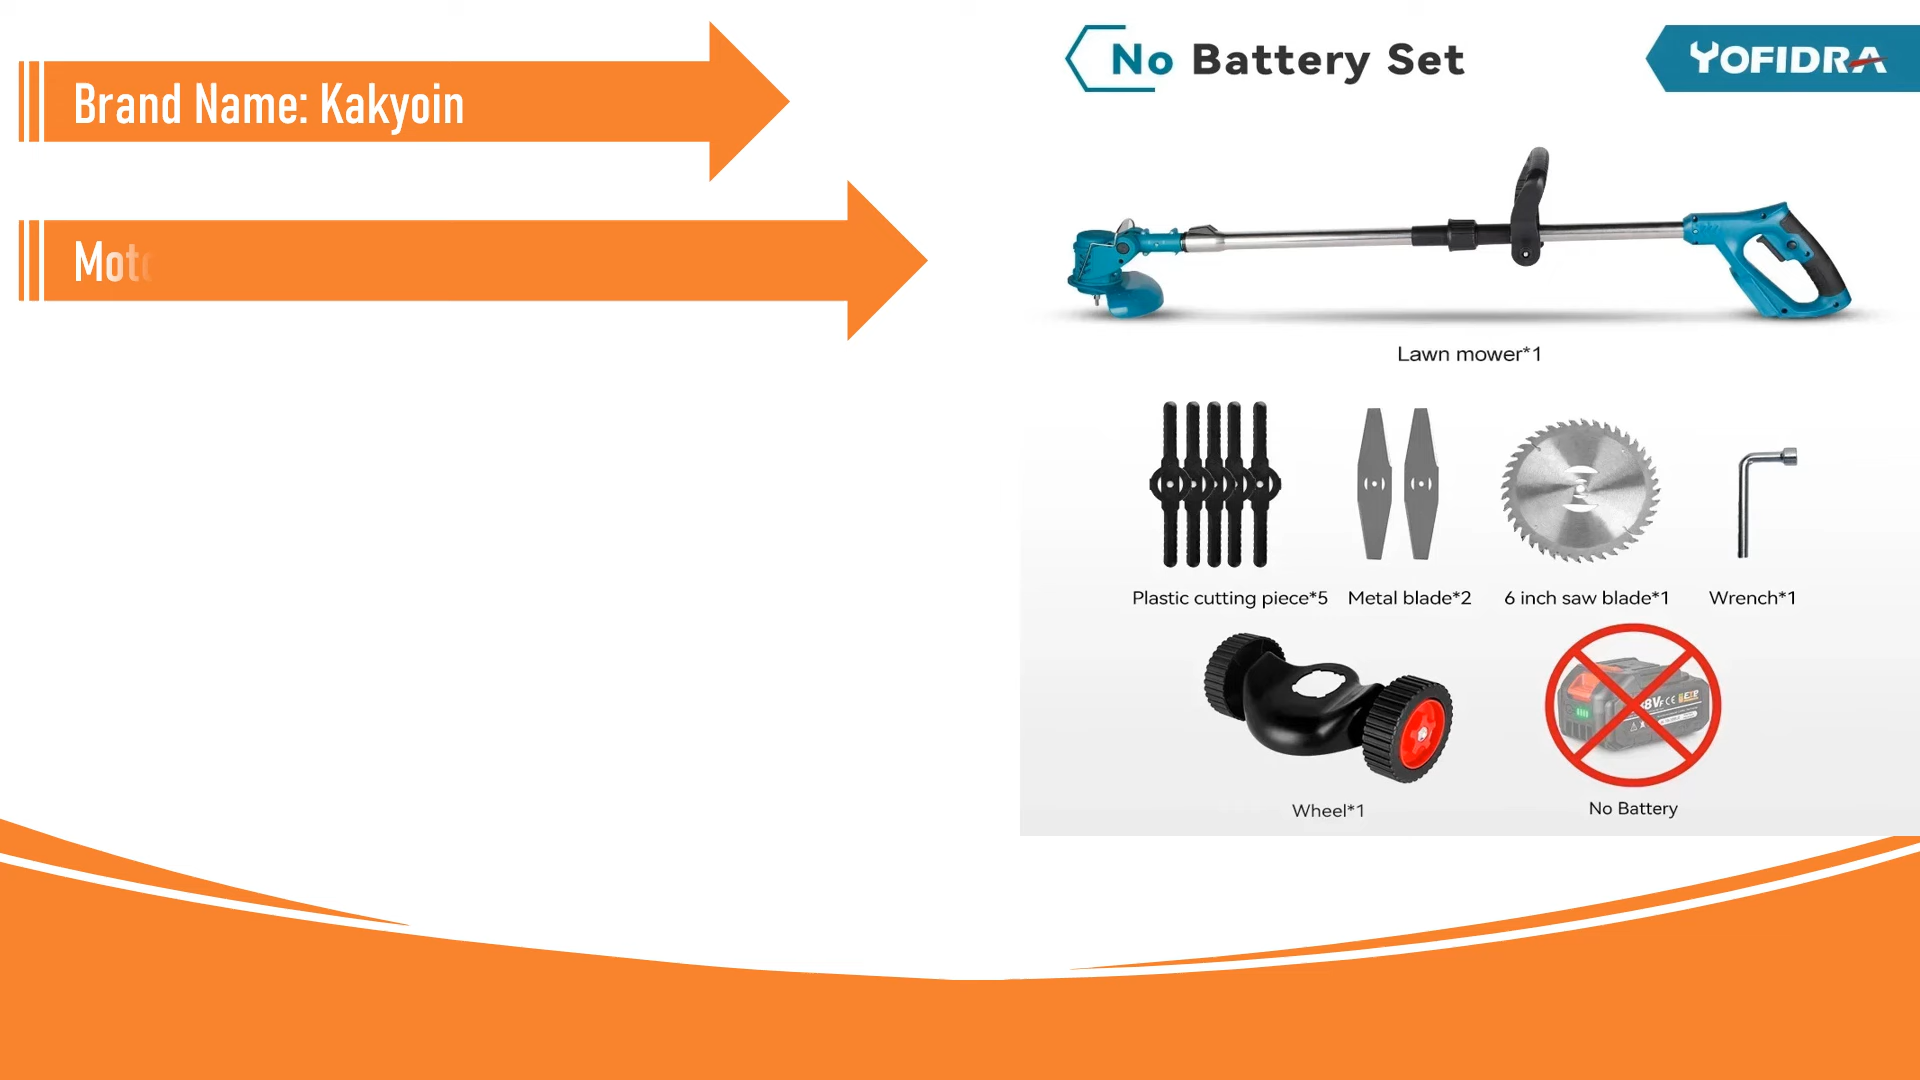 Brand Name: Kakyoin
Moto
No Battery Set
YOFIDRA
Lawn mower*1
Plastic cutting piece*5
Metal blade*2
6 inch saw blade*1
Wrench*1
Wheel*1
No Battery